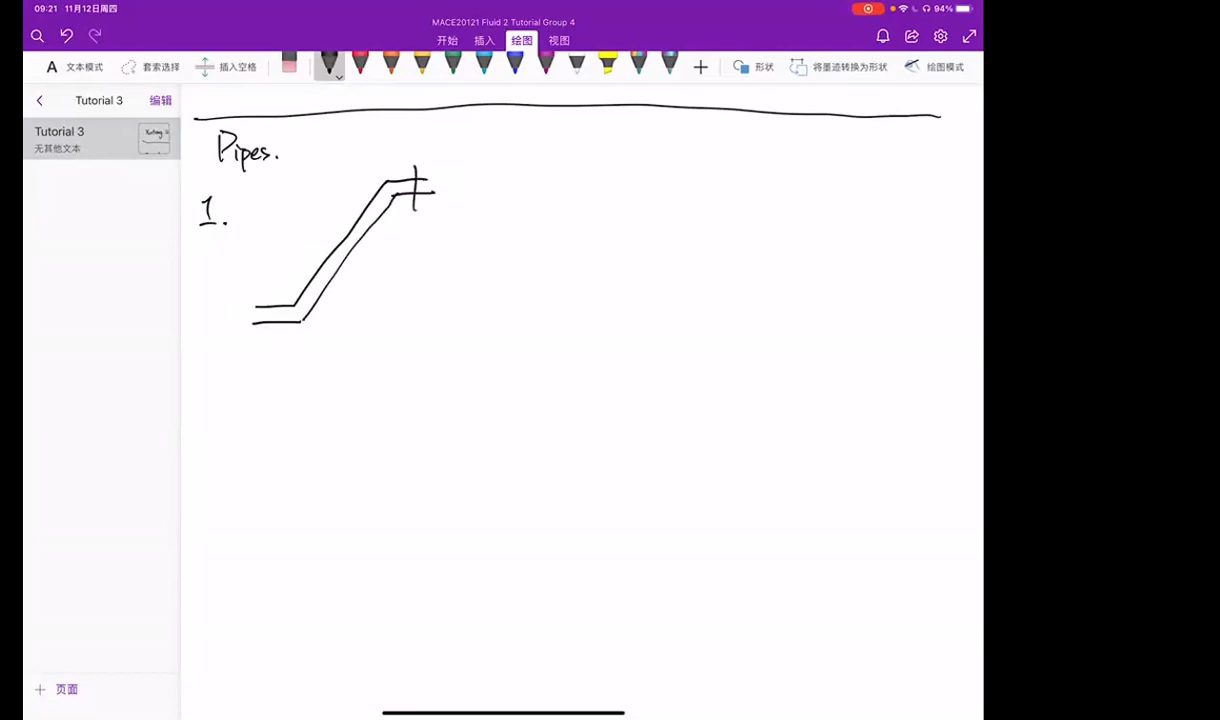 09:21 11月12日周四
94%
MACE20121 Fluid 2 Tutorial Group 4
开始 插入 绘图 视图
A 文本模式 套索选择 插入空格 形状 将墨迹转换为形状 绘图模式
Tutorial 3 编辑
Tutorial 3
无其他文本
Pipes.
1.
页面